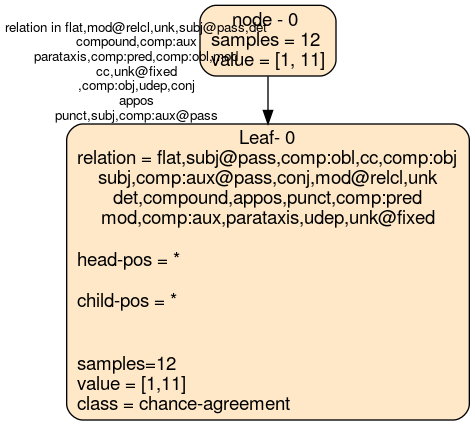 node - 0
samples = 12
value = [1, 11]
relation in flat,mod@relcl,unk,subj@pass,det
compound,comp:aux
parataxis,comp:pred,comp:obl,mod
cc,unk@fixed
,comp:obj,udep,conj
appos
punct,subj,comp:aux@pass
Leaf- 0
relation = flat,subj@pass,comp:obl,cc,comp:obj
subj,comp:aux@pass,conj,mod@relcl,unk
det,compound,appos,punct,comp:pred
mod,comp:aux,parataxis,udep,unk@fixed
head-pos = *
child-pos = *
samples=12
value = [1,11]
class = chance-agreement